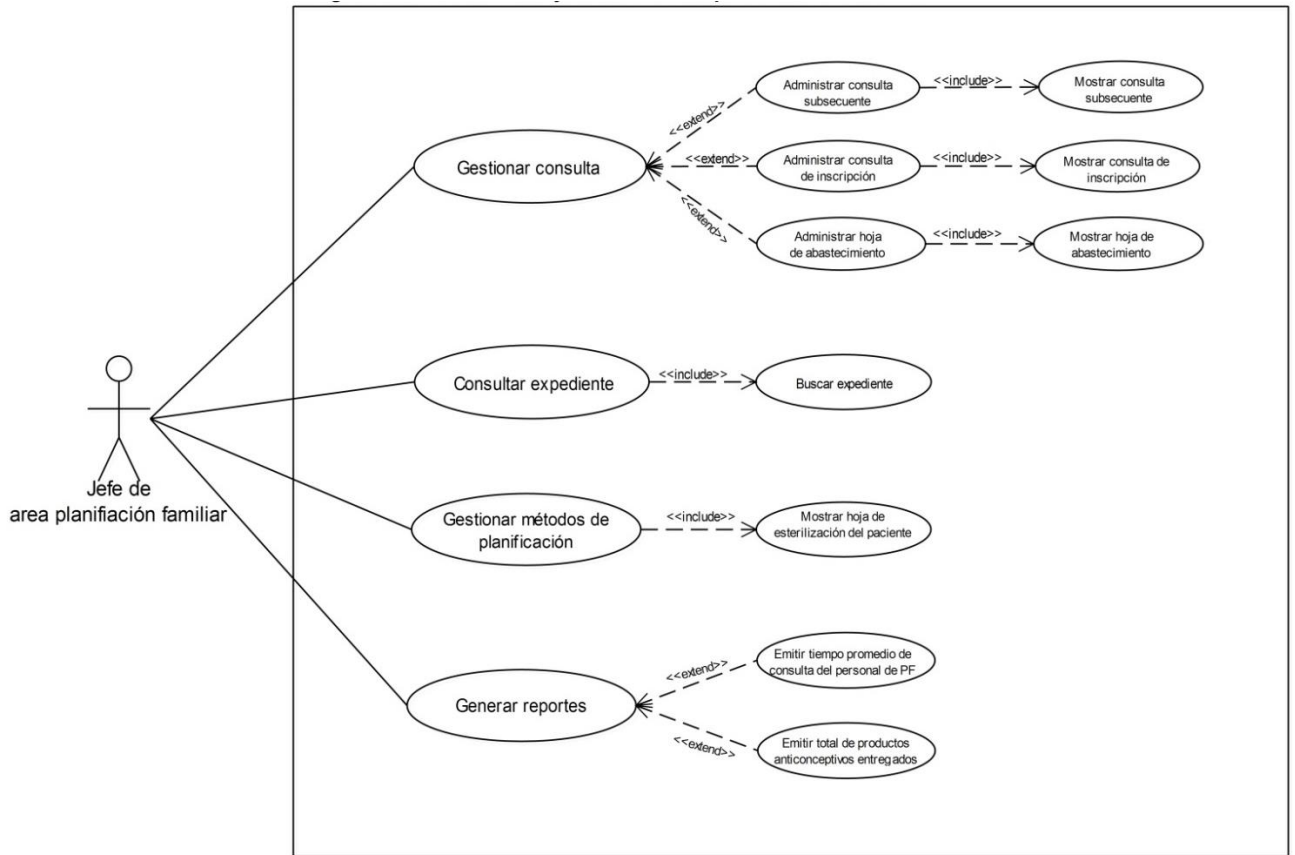 Administrar consulta
subsecuente
<<include>>
Mostrar consulta
subsecuente
<<extend>>
Gestionar consulta
<<extend>>
Administrar consulta
de inscripción
<<include>>
Mostrar consulta de
inscripción
<<extend>>
Administrar hoja
de abastecimiento
<<include>>
Mostrar hoja de
abastecimiento
Consultar expediente
<<include>>
Buscar expediente
Jefe de
area planifiación familiar
Gestionar métodos de
planificación
<<include>>
Mostrar hoja de
esterilización del paciente
Generar reportes
<<extend>>
Emitir tiempo promedio de
consulta del personal de PF
<<extend>>
Emitir total de productos
anticonceptivos entregados